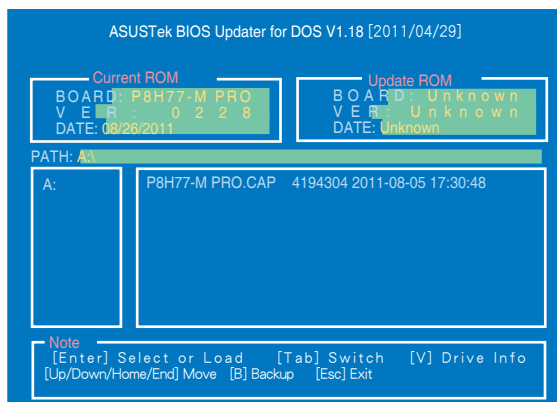 ASUSTek BIOS Updater for DOS V1.18 [2011/04/29]
Current ROM
BOARD: P8H77-M PRO
VER: 0228
DATE: 08/26/2011
Update ROM
BOARD: Unknown
VER: Unknown
DATE: Unknown
PATH: A:\
A:
P8H77-M PRO.CAP 4194304 2011-08-05 17:30:48
Note
[Enter] Select or Load [Tab] Switch [V] Drive Info
[Up/Down/Home/End] Move [B] Backup [Esc] Exit